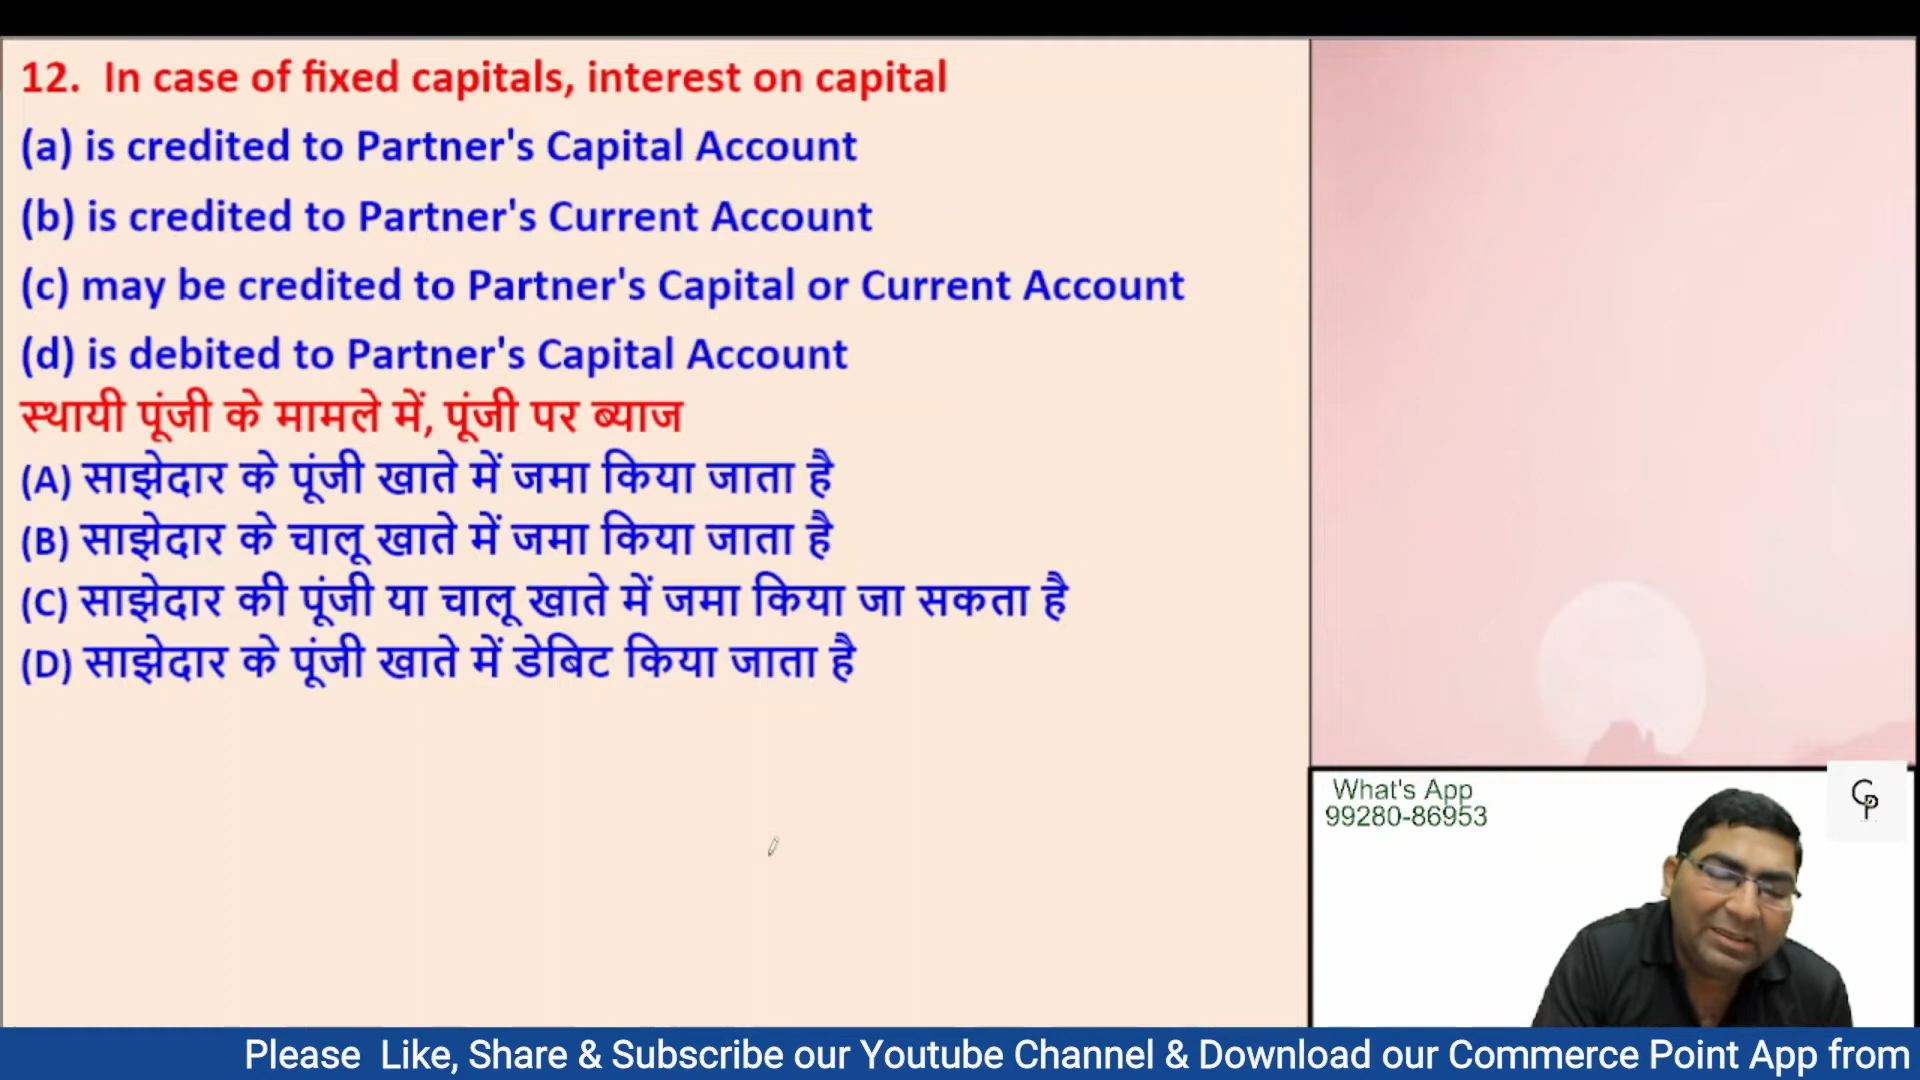 12. In case of fixed capitals, interest on capital
(a) is credited to Partner's Capital Account
(b) is credited to Partner's Current Account
(c) may be credited to Partner's Capital or Current Account
(d) is debited to Partner's Capital Account
स्थायी पूंजी के मामले में, पूंजी पर ब्याज
(A) साझेदार के पूंजी खाते में जमा किया जाता है
(B) साझेदार के चालू खाते में जमा किया जाता है
(C) साझेदार की पूंजी या चालू खाते में जमा किया जा सकता है
(D) साझेदार के पूंजी खाते में डेबिट किया जाता है
What's App
99280-86953
CP
Please Like, Share & Subscribe our Youtube Channel & Download our Commerce Point App from